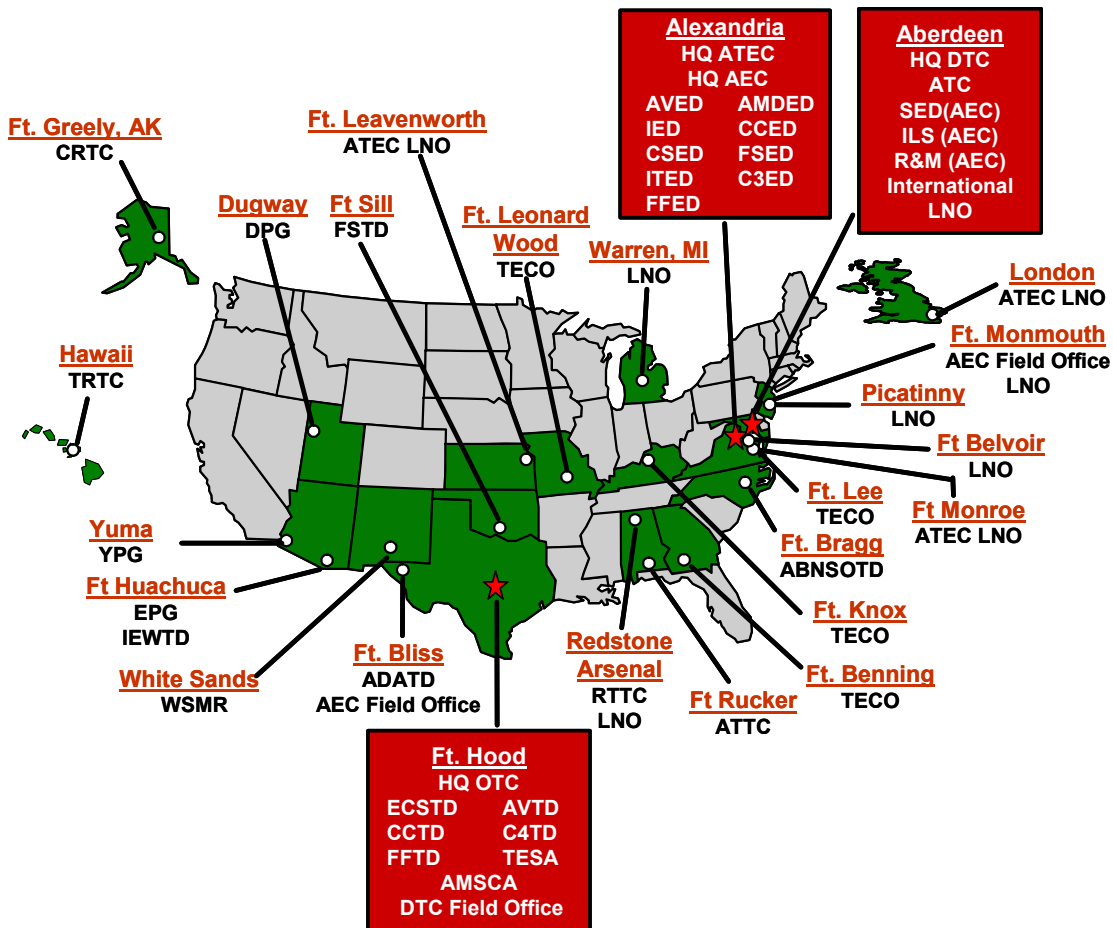 Alexandria
HQ ATEC
HQ AEC
AVED AMDED
IED CCED
CSED FSED
ITED C3ED
FFED
Aberdeen
HQ DTC
ATC
SED(AEC)
ILS (AEC)
R&M (AEC)
International
LNO
Ft. Greely, AK
CRTC
Ft. Leavenworth
ATEC LNO
Dugway
DPG
Ft Sill
FSTD
Ft. Leonard
Wood
TECO
Warren, MI
LNO
London
ATEC LNO
Ft. Monmouth
AEC Field Office
LNO
Hawaii
TRTC
Picatinny
LNO
Ft Belvoir
LNO
Ft. Lee
TECO
Ft Monroe
ATEC LNO
Yuma
YPG
Ft. Bragg
ABNSOTD
Ft Huachuca
EPG
IEWTD
Ft. Knox
TECO
White Sands
WSMR
Ft. Bliss
ADATD
AEC Field Office
Redstone
Arsenal
RTTC
LNO
Ft Rucker
ATTC
Ft. Benning
TECO
Ft. Hood
HQ OTC
ECSTD AVTD
CCTD C4TD
FFTD TESA
AMSCA
DTC Field Office